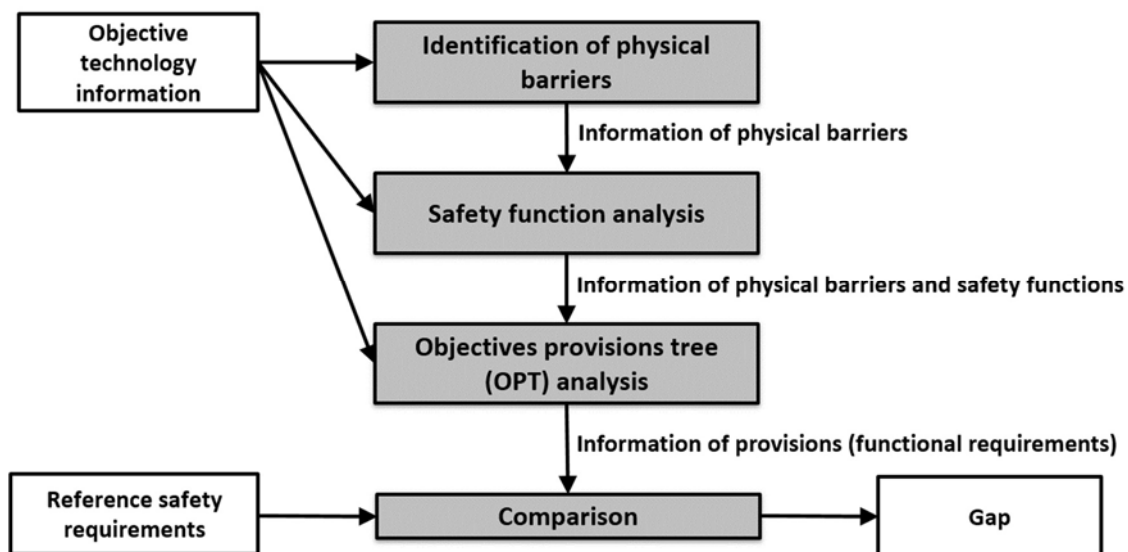 Objective
technology
information
Identification of physical
barriers
Information of physical barriers
Safety function analysis
Information of physical barriers and safety functions
Objectives provisions tree
(OPT) analysis
Information of provisions (functional requirements)
Reference safety
requirements
Comparison
Gap